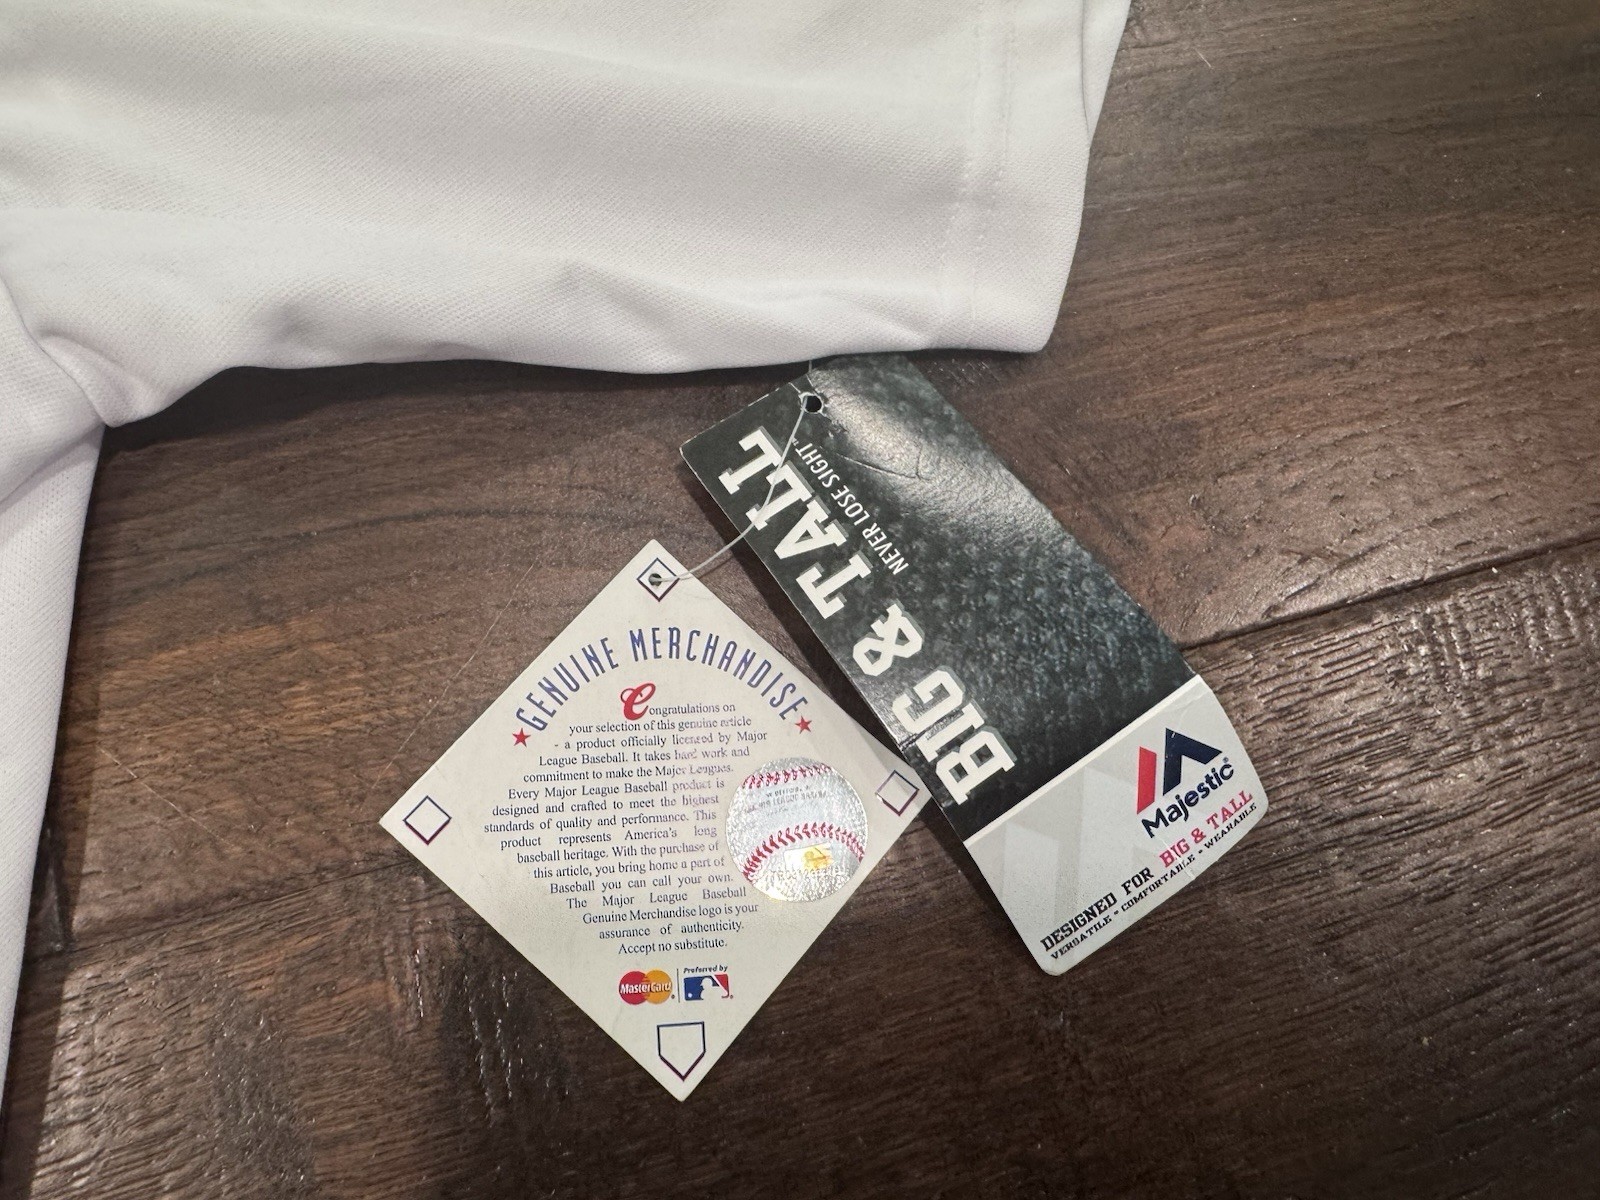 GENUINE MERCHANDISE
Congratulations on
your selection of this genuine article
- a product officially licensed by Major
League Baseball. It takes hard work and
commitment to make the Major Leagues.
Every Major League Baseball product is
designed and crafted to meet the highest
standards of quality and performance. This
product represents America's long
baseball heritage. With the purchase of
this article, you bring home a part of
Baseball you can call your own.
The Major League Baseball
Genuine Merchandise logo is your
assurance of authenticity.
Accept no substitute.
MasterCard®
Preferred by
BIG & TALL
NEVER LOSE SIGHT™
Majestic®
DESIGNED FOR BIG & TALL
VERSATILE * COMFORTABLE * WEARABLE